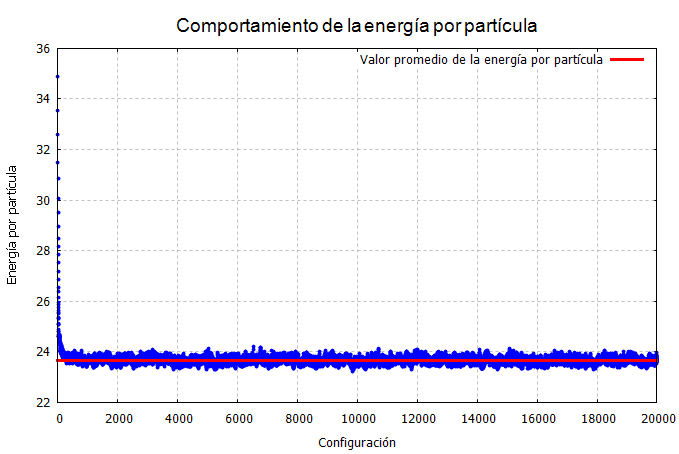 Comportamiento de la energía por partícula
Valor promedio de la energía por partícula
Energía por partícula
36
34
32
30
28
26
24
22
0 2000 4000 6000 8000 10000 12000 14000 16000 18000 20000
Configuración